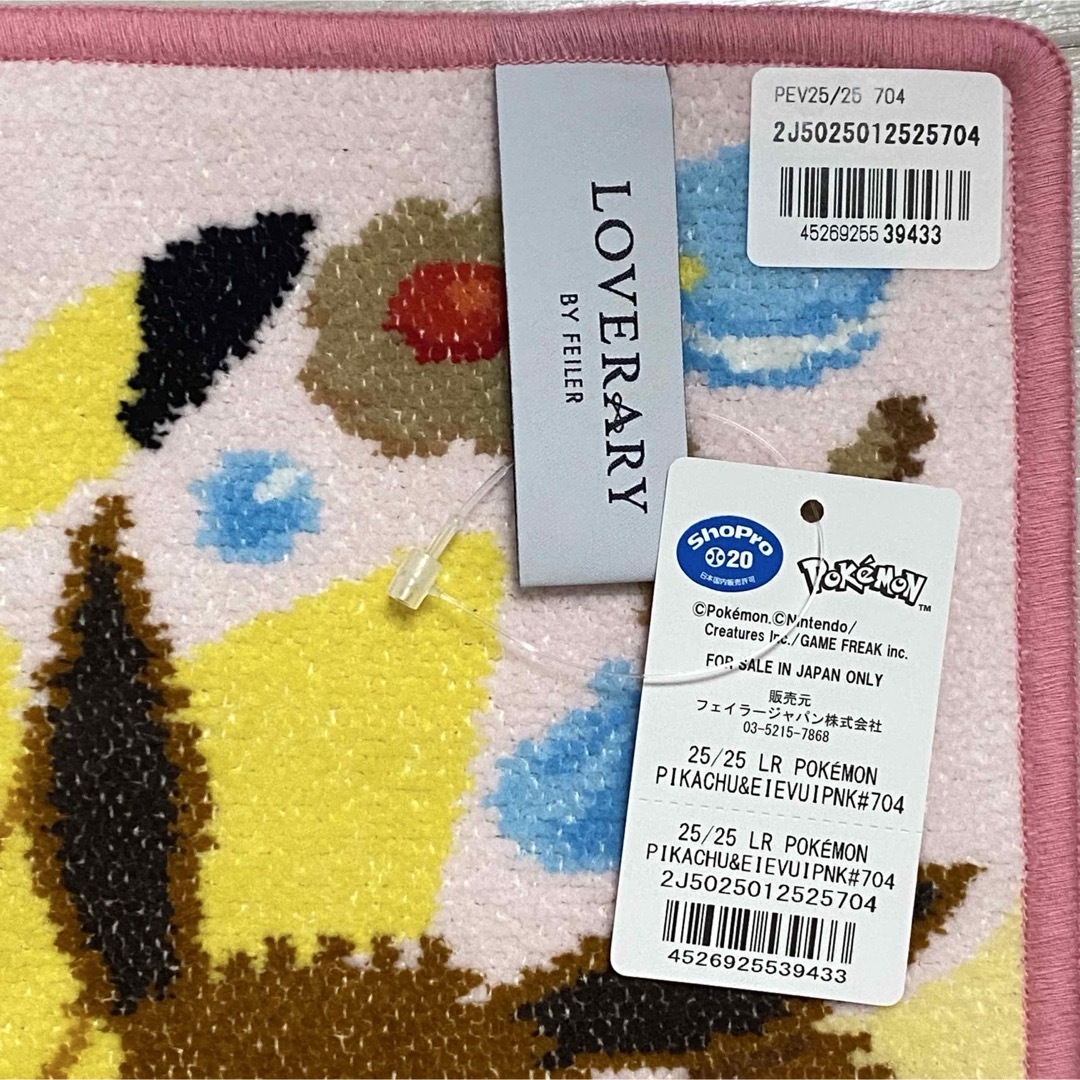 PEV25/25 704
2J5025012525704
4526925539433
LOVERARY
BY FEILER
ShoPro
20
日本国内販売許可
POKÉMON™
©Pokémon.©Nintendo/
Creatures Inc./GAME FREAK inc.
FOR SALE IN JAPAN ONLY
販売元
フェイラージャパン株式会社
03-5215-7868
25/25 LR POKÉMON
PIKACHU&EIEVUIPNK#704
25/25 LR POKÉMON
PIKACHU&EIEVUIPNK#704
2J5025012525704
4526925539433